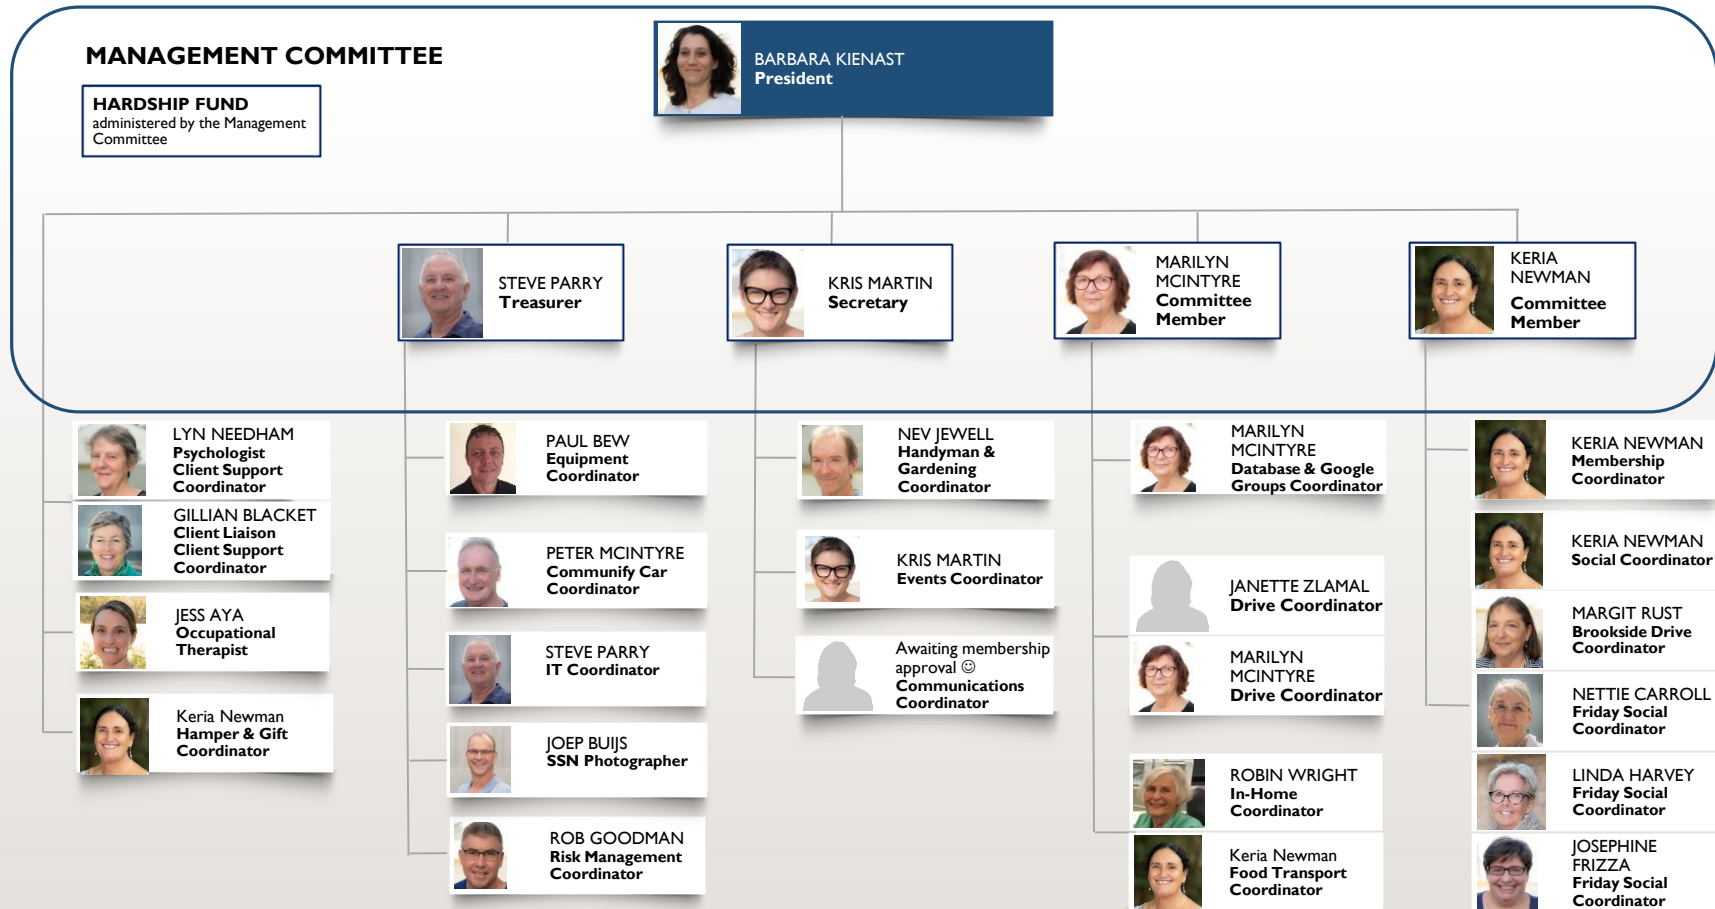 MANAGEMENT COMMITTEE
HARDSHIP FUND
administered by the Management
Committee
BARBARA KIENAST
President
STEVE PARRY
Treasurer
KRIS MARTIN
Secretary
MARILYN
MCINTYRE
Committee
Member
KERIA
NEWMAN
Committee
Member
LYN NEEDHAM
Psychologist
Client Support
Coordinator
GILLIAN BLACKET
Client Liaison
Client Support
Coordinator
JESS AYA
Occupational
Therapist
Keria Newman
Hamper & Gift
Coordinator
PAUL BEW
Equipment
Coordinator
PETER MCINTYRE
Communify Car
Coordinator
STEVE PARRY
IT Coordinator
JOEP BUIJS
SSN Photographer
ROB GOODMAN
Risk Management
Coordinator
NEV JEWELL
Handyman &
Gardening
Coordinator
KRIS MARTIN
Events Coordinator
Awaiting membership
approval ☺
Communications
Coordinator
MARILYN
MCINTYRE
Database & Google
Groups Coordinator
JANETTE ZLAMAL
Drive Coordinator
MARILYN
MCINTYRE
Drive Coordinator
ROBIN WRIGHT
In-Home
Coordinator
Keria Newman
Food Transport
Coordinator
KERIA NEWMAN
Membership
Coordinator
KERIA NEWMAN
Social Coordinator
MARGIT RUST
Brookside Drive
Coordinator
NETTIE CARROLL
Friday Social
Coordinator
LINDA HARVEY
Friday Social
Coordinator
JOSEPHINE
FRIZZA
Friday Social
Coordinator